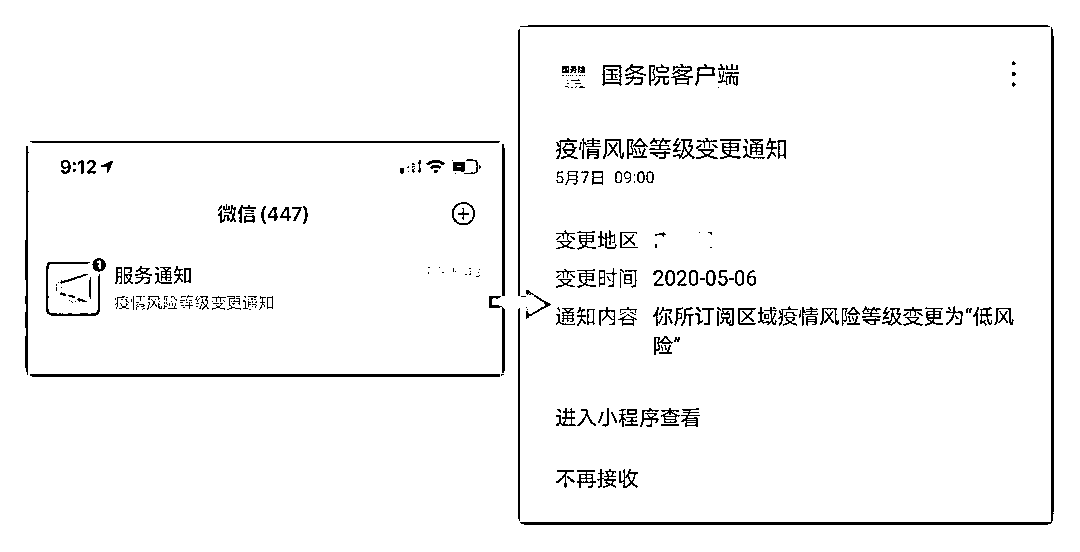 9:12
微信(447)
服务通知
1
疫情风险等级变更通知
国务院客户端
疫情风险等级变更通知
5月7日 09:00
变更地区
变更时间 2020-05-06
通知内容 你所订阅区域疫情风险等级变更为“低风
险”
进入小程序查看
不再接收